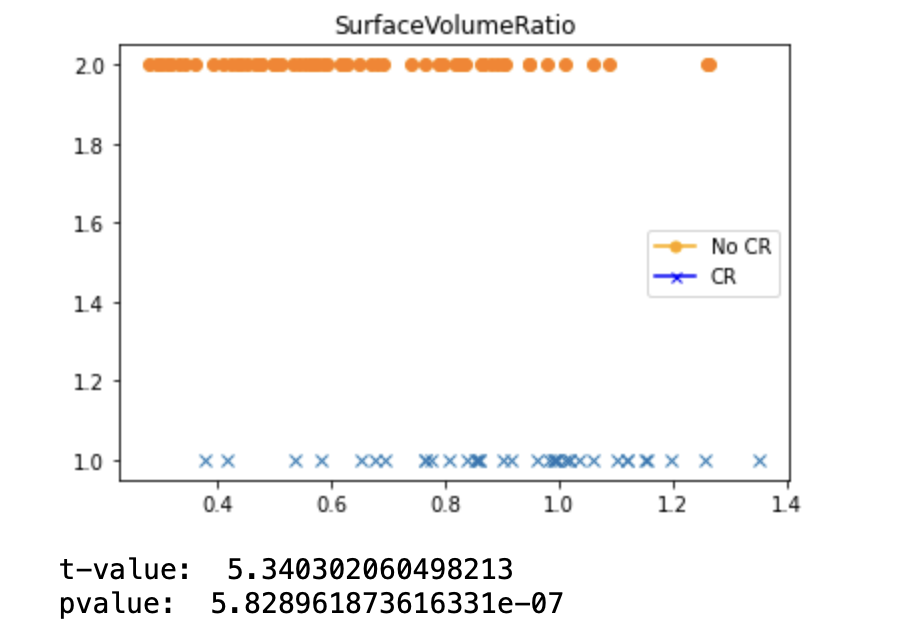 SurfaceVolumeRatio
2.0
1.8
1.6
1.4
1.2
1.0
No CR
CR
0.4 0.6 0.8 1.0 1.2 1.4
t-value:  5.340302060498213
pvalue:  5.828961873616331e-07